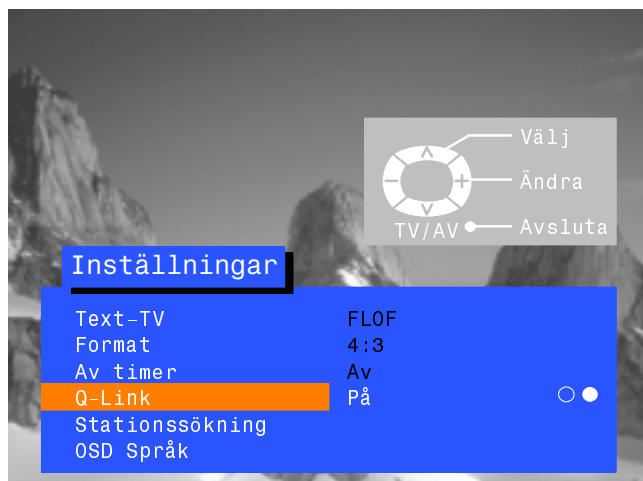 Välj
Ändra
TV/AV Avsluta
Inställningar
Text-TV FLOF
Format 4:3
Av timer Av
Q-Link På
Stationssökning
OSD Språk